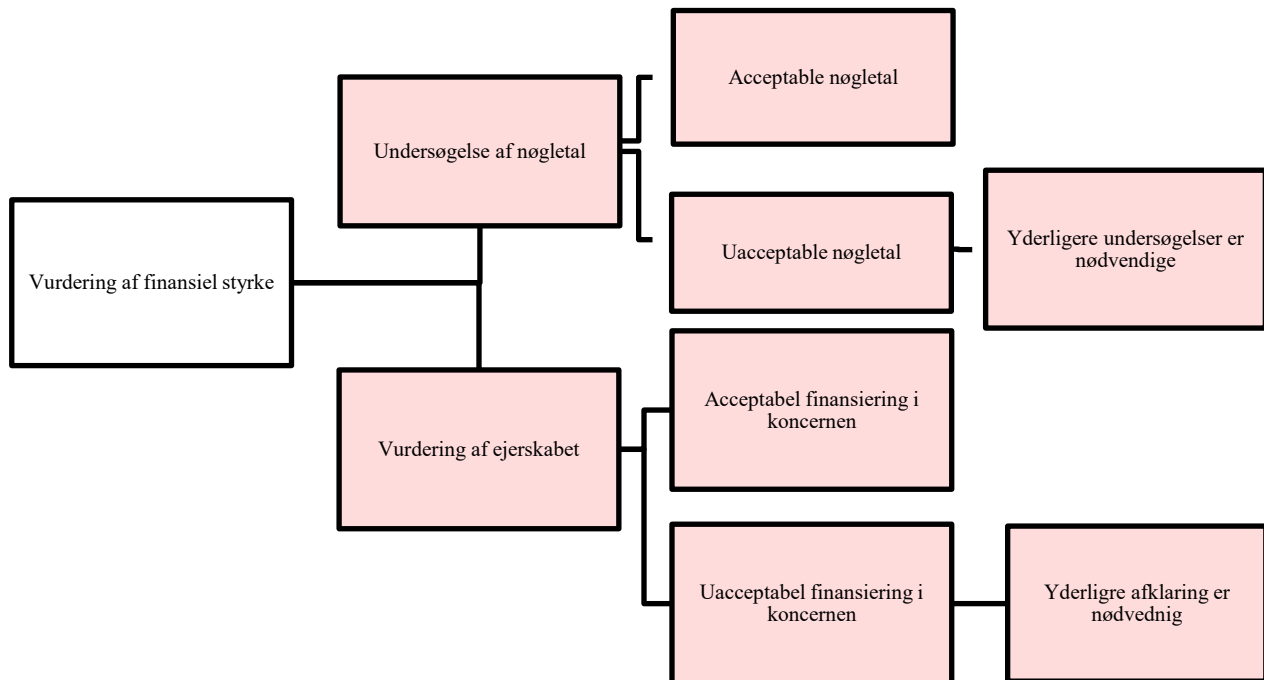 Vurdering af finansiel styrke
Undersøgelse af nøgletal
Acceptable nøgletal
Uacceptable nøgletal
Yderligere undersøgelser er
nødvendige
Vurdering af ejerskabet
Acceptabel finansiering i
koncernen
Uacceptabel finansiering i
koncernen
Yderligre afklaring er
nødvednig